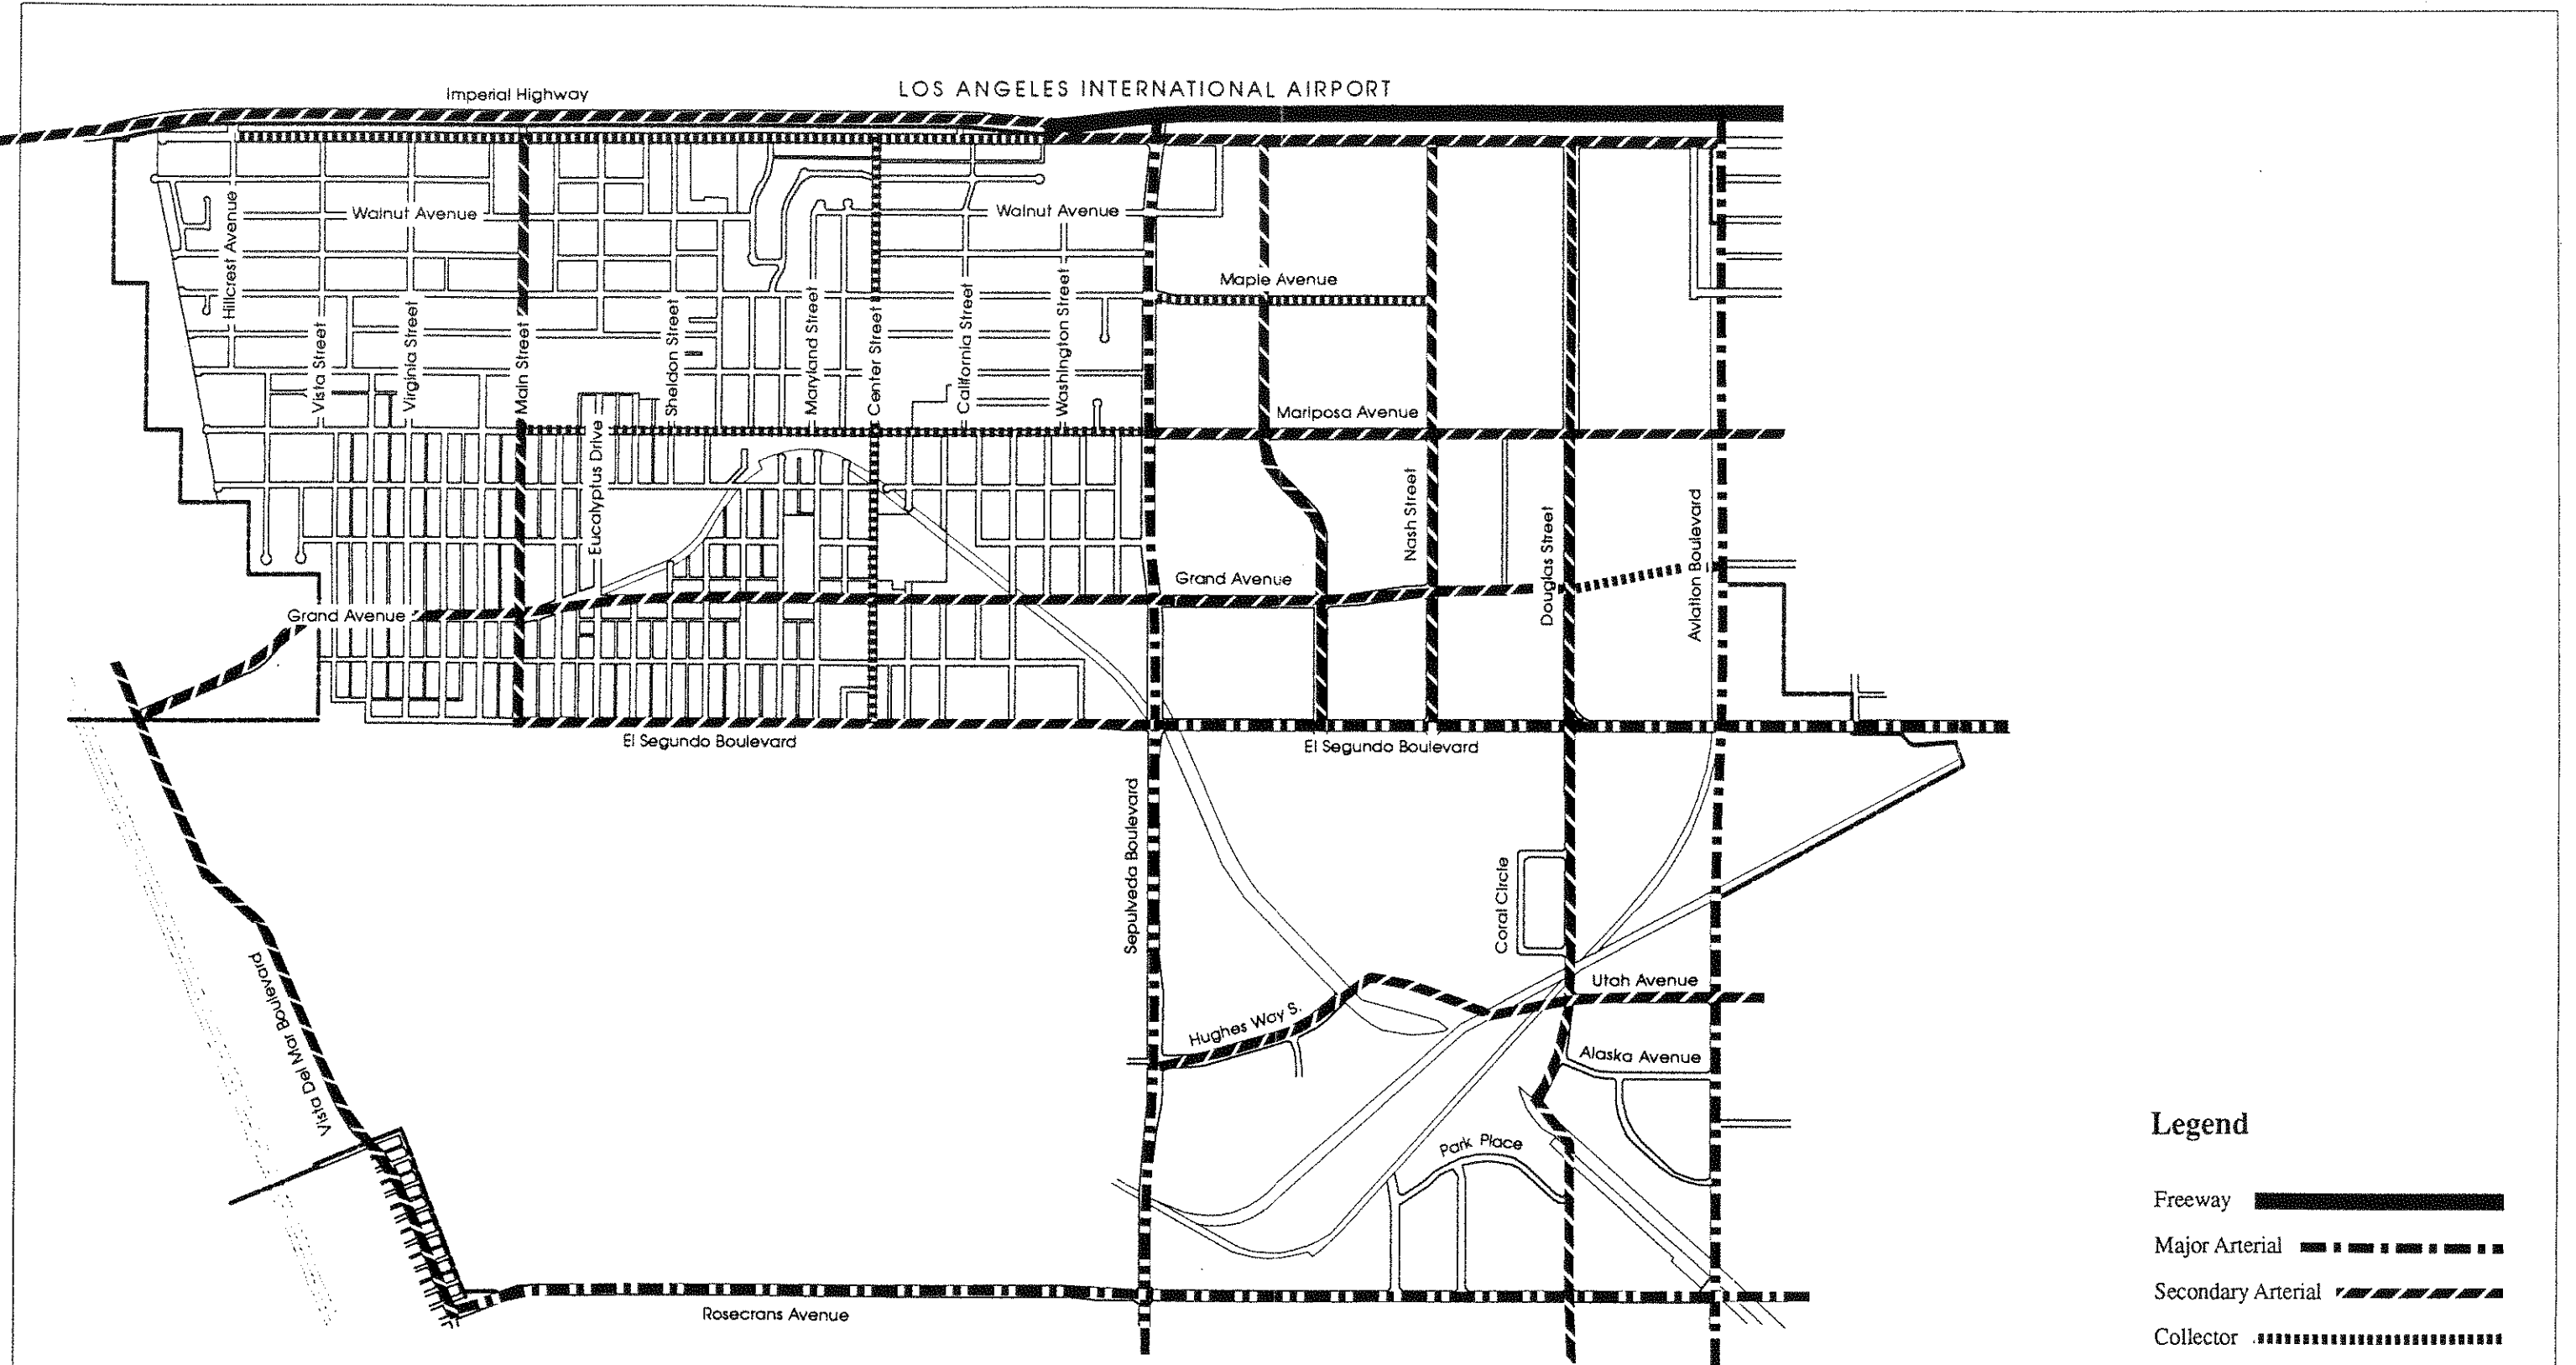 LOS ANGELES INTERNATIONAL AIRPORT
Imperial Highway
Walnut Avenue
Walnut Avenue
Hillcrest Avenue
Maple Avenue
Vista Street
Virginia Street
Main Street
Sheldon Street
Maryland Street
Center Street
California Street
Washington Street
Mariposa Avenue
Eucalyptus Drive
Nash Street
Douglas Street
Aviation Boulevard
Grand Avenue
Grand Avenue
El Segundo Boulevard
El Segundo Boulevard
Sepulveda Boulevard
Coral Circle
Vista Del Mar Boulevard
Utah Avenue
Hughes Way S.
Alaska Avenue
Park Place
Rosecrans Avenue
Legend
Freeway
Major Arterial
Secondary Arterial
Collector